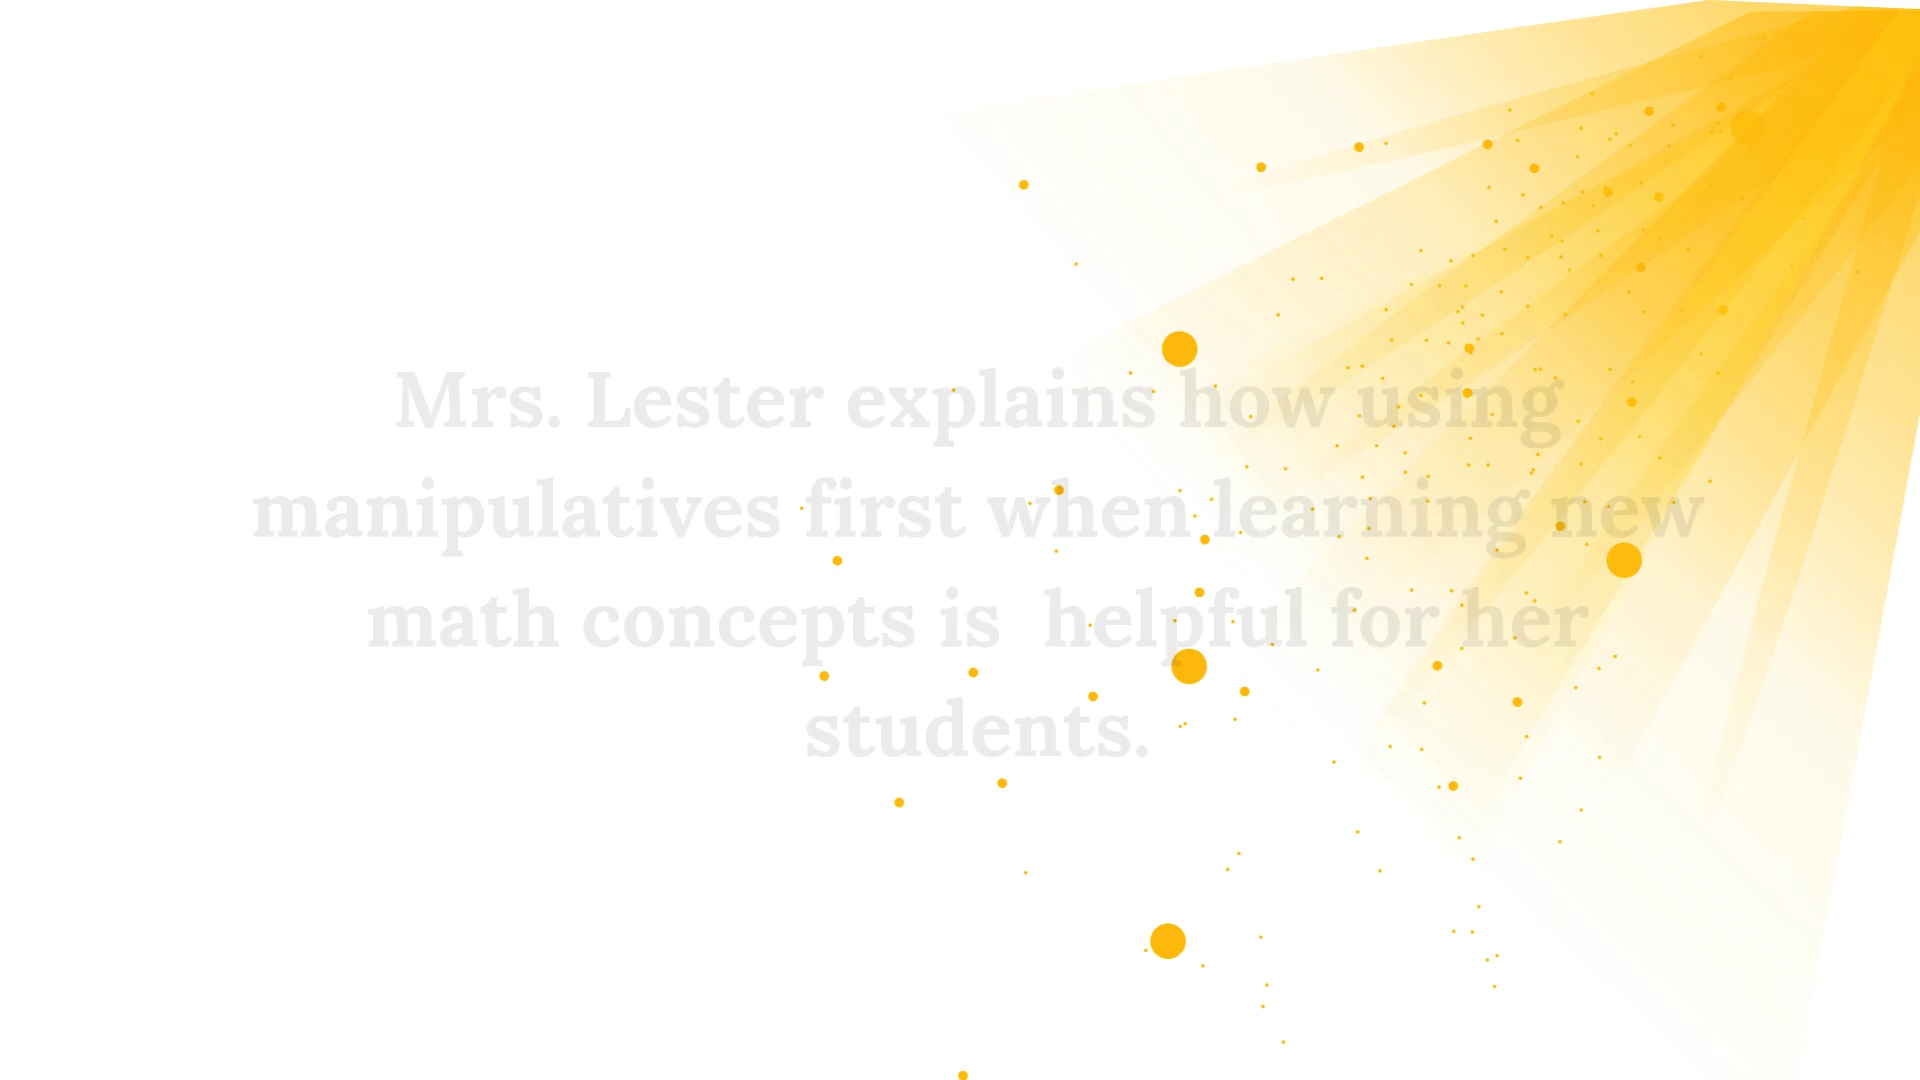 Mrs. Lester explains how using
manipulatives first when learning new
math concepts is  helpful for her
students.